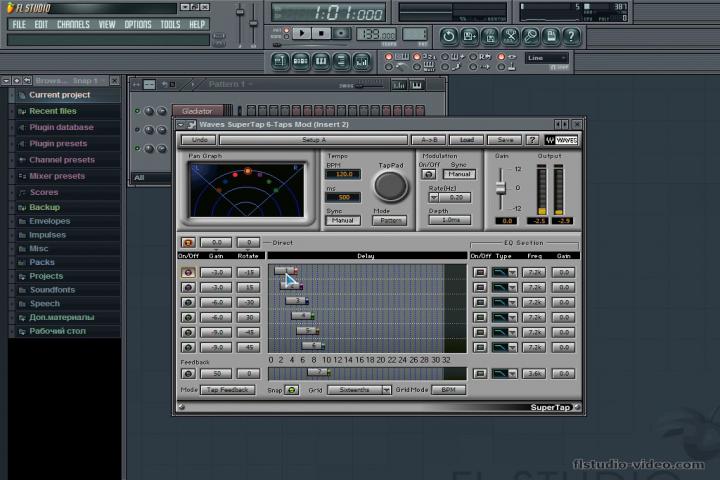 FL STUDIO
FILE EDIT CHANNELS VIEW OPTIONS TOOLS HELP
1:01:000
139.000
TEMPO
PAT
Line
Brows... Snap 1
Pattern 1
Current project
Recent files
Plugin database
Plugin presets
Channel presets
Mixer presets
Scores
Backup
Envelopes
Impulses
Misc
Packs
Projects
Soundfonts
Speech
Доп.материалы
Рабочий стол
Gladiator
All
Waves SuperTap 6-Taps Mod (Insert 2)
Undo Setup A A->B Load Save ? WAVES
Pan Graph
L R
Tempo
BPM
120.0
ms
500
Sync
Manual
TapPad
Mode
Pattern
Modulation
On/Off Sync
Manual
Rate(Hz)
0.20
Depth
1.0ms
Gain Output
12
0
-12
0.0 -2.5 -2.9
0.0 0 Direct EQ Section
On/Off Gain Rotate Delay On/Off Type Freq Gain
-3.0 -15 1 7.2k 0.0
-3.0 15 2 7.2k 0.0
-6.0 -30 3 7.2k 0.0
-6.0 30 4 7.2k 0.0
-9.0 -45 5 7.2k 0.0
-9.0 45 6 7.2k 0.0
0 2 4 6 8 10 12 14 16 18 20 22 24 26 28 30 32
Feedback
50 0 3.6k 0.0
Mode Tap Feedback Snap Grid Sixteenths Grid Mode BPM
SuperTap
FL STUDIO
flstudio-video.com